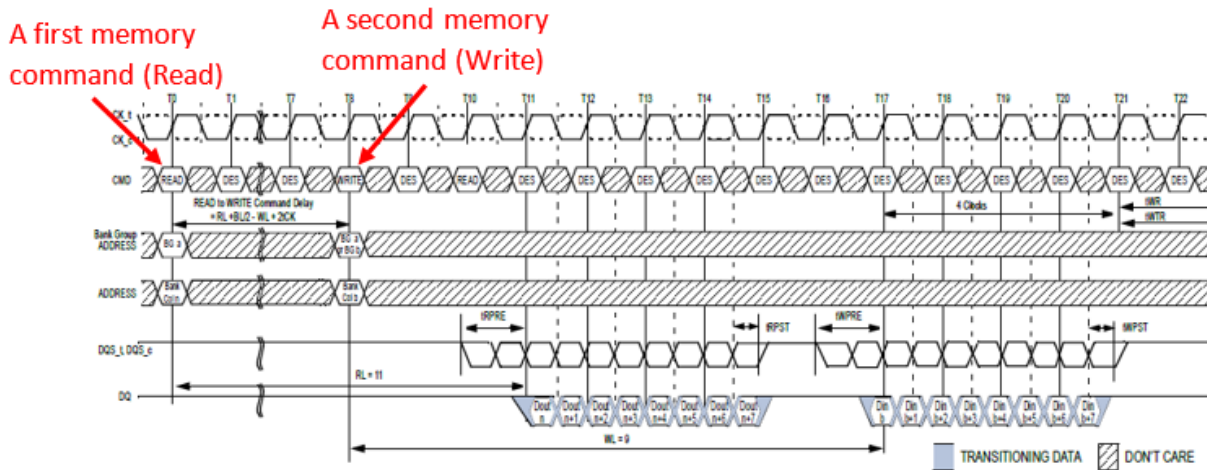 A first memory
command (Read)
A second memory
command (Write)
T0 T1 T7 T8 T9 T10 T11 T12 T13 T14 T15 T16 T17 T18 T19 T20 T21 T22
CK_t
CK_c
CMD READ DES DES WRITE DES READ DES DES DES DES DES DES DES DES DES DES DES DES
READ to WRITE Command Delay
= RL +BL/2 - WL + 2tCK
4 Clocks
tWR
tWTR
Bank Group
ADDRESS
BG a
BG a
or BG b
ADDRESS
Bank
Col n
Bank
Col b
tRPRE tRPST tWPRE tWPST
DQS_t, DQS_c
RL = 11
DQ
Dout
n
Dout
n+1
Dout
n+2
Dout
n+3
Dout
n+4
Dout
n+5
Dout
n+6
Dout
n+7
Din
b
Din
b+1
Din
b+2
Din
b+3
Din
b+4
Din
b+5
Din
b+6
Din
b+7
WL = 9
TRANSITIONING DATA
DON'T CARE